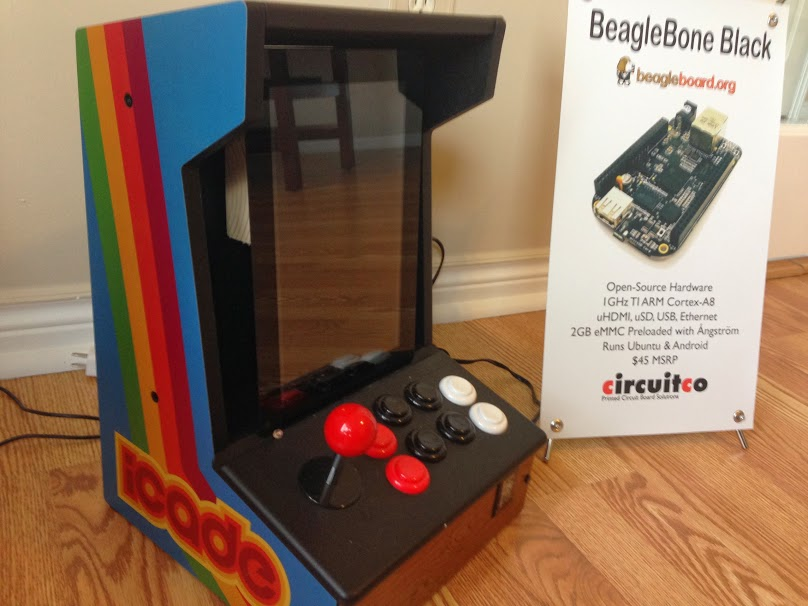 BeagleBone Black
beagleboard.org
Open-Source Hardware
1GHz TI ARM Cortex-A8
uHDMI, uSD, USB, Ethernet
2GB eMMC Preloaded with Ångström
Runs Ubuntu & Android
$45 MSRP
circuitco
Printed Circuit Board Solutions
icade